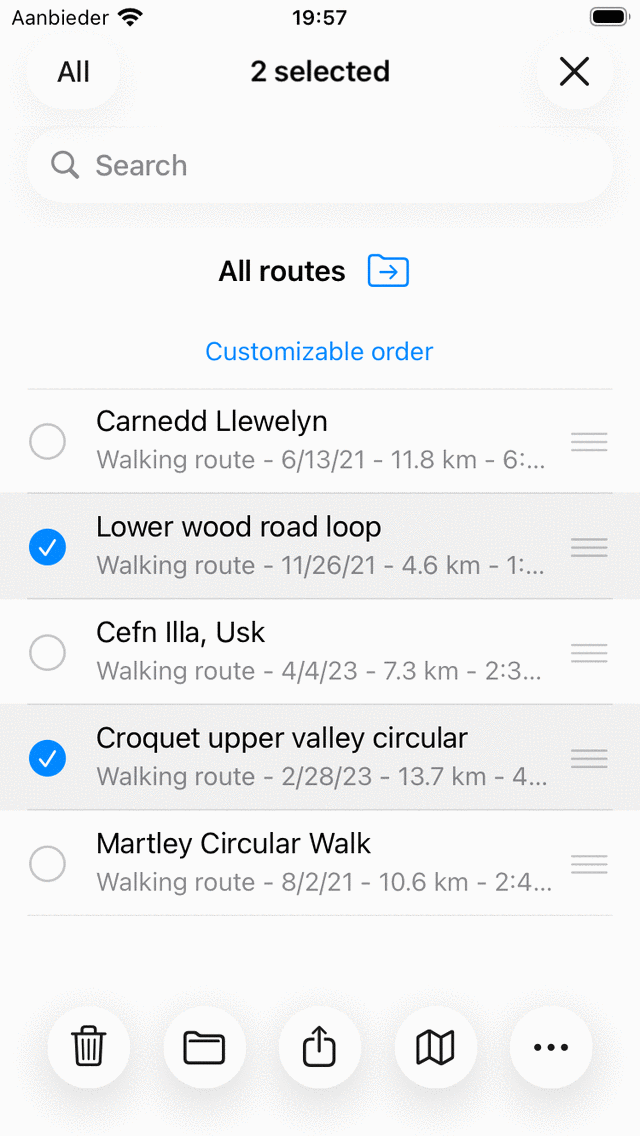 Aanbieder 19:57
All 2 selected
Search
All routes
Customizable order
Carnedd Llewelyn
Walking route - 6/13/21 - 11.8 km - 6:...
Lower wood road loop
Walking route - 11/26/21 - 4.6 km - 1:...
Cefn Illa, Usk
Walking route - 4/4/23 - 7.3 km - 2:3...
Croquet upper valley circular
Walking route - 2/28/23 - 13.7 km - 4...
Martley Circular Walk
Walking route - 8/2/21 - 10.6 km - 2:4...